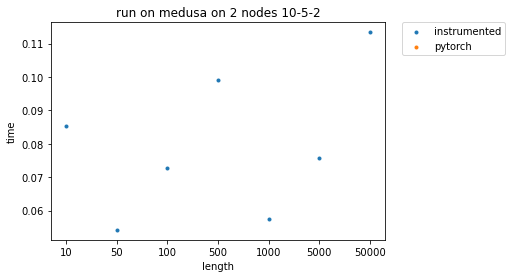 run on medusa on 2 nodes 10-5-2
instrumented
pytorch
0.11
0.10
0.09
0.08
0.07
0.06
time
10 50 100 500 1000 5000 50000
length